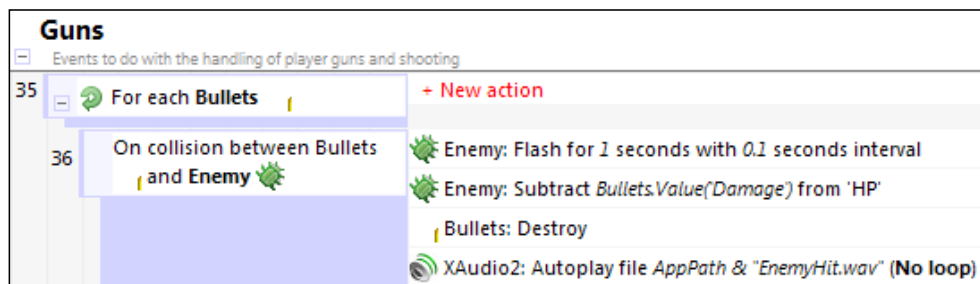 Guns
Events to do with the handling of player guns and shooting
35 For each Bullets + New action
36 On collision between Bullets and Enemy
Enemy: Flash for 1 seconds with 0.1 seconds interval
Enemy: Subtract Bullets.Value('Damage') from 'HP'
Bullets: Destroy
XAudio2: Autoplay file AppPath & "EnemyHit.wav" (No loop)